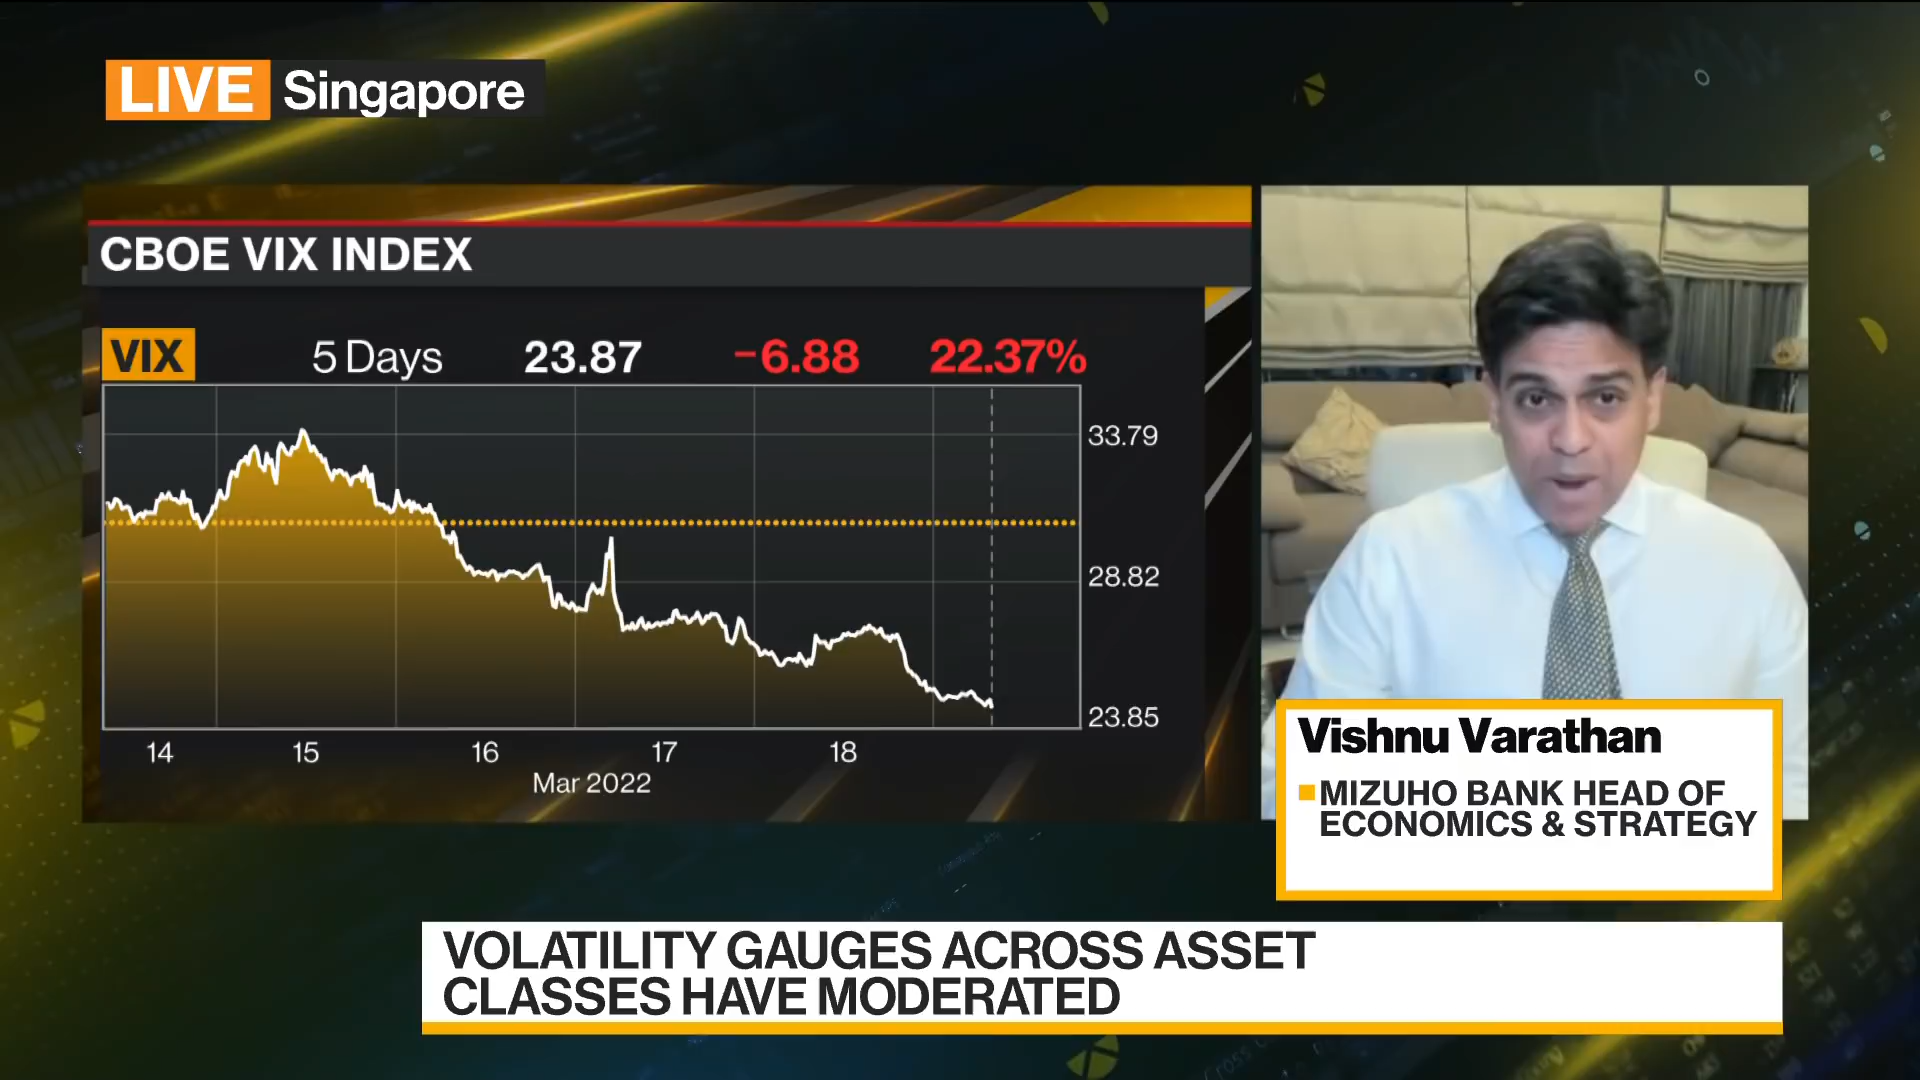 LIVE Singapore
CBOE VIX INDEX
VIX 5 Days 23.87 -6.88 22.37%
33.79
28.82
23.85
14 15 16 17 18
Mar 2022
Vishnu Varathan
MIZUHO BANK HEAD OF
ECONOMICS & STRATEGY
VOLATILITY GAUGES ACROSS ASSET
CLASSES HAVE MODERATED